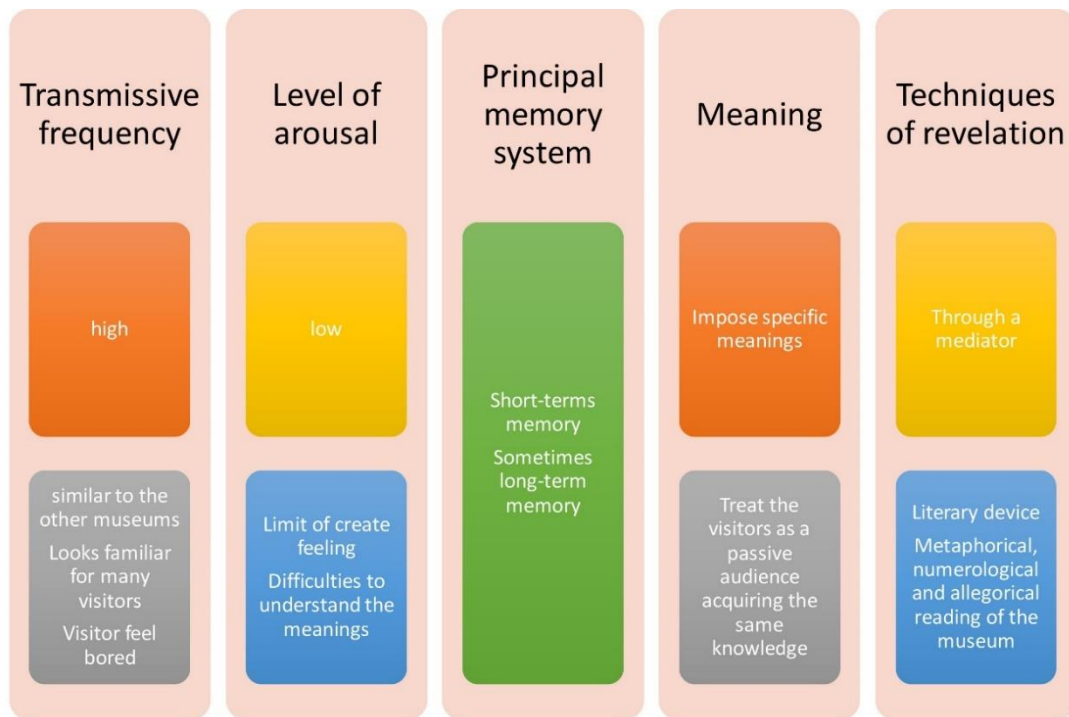 Transmissive
frequency
high
similar to the
other museums
Looks familiar
for many
visitors
Visitor feel
bored
Level of
arousal
low
Limit of create
feeling
Difficulties to
understand the
meanings
Principal
memory
system
Short-terms
memory
Sometimes
long-term
memory
Meaning
Impose specific
meanings
Treat the
visitors as a
passive
audience
acquiring the
same
knowledge
Techniques
of revelation
Through a
mediator
Literary device
Metaphorical,
numerological
and allegorical
reading of the
museum